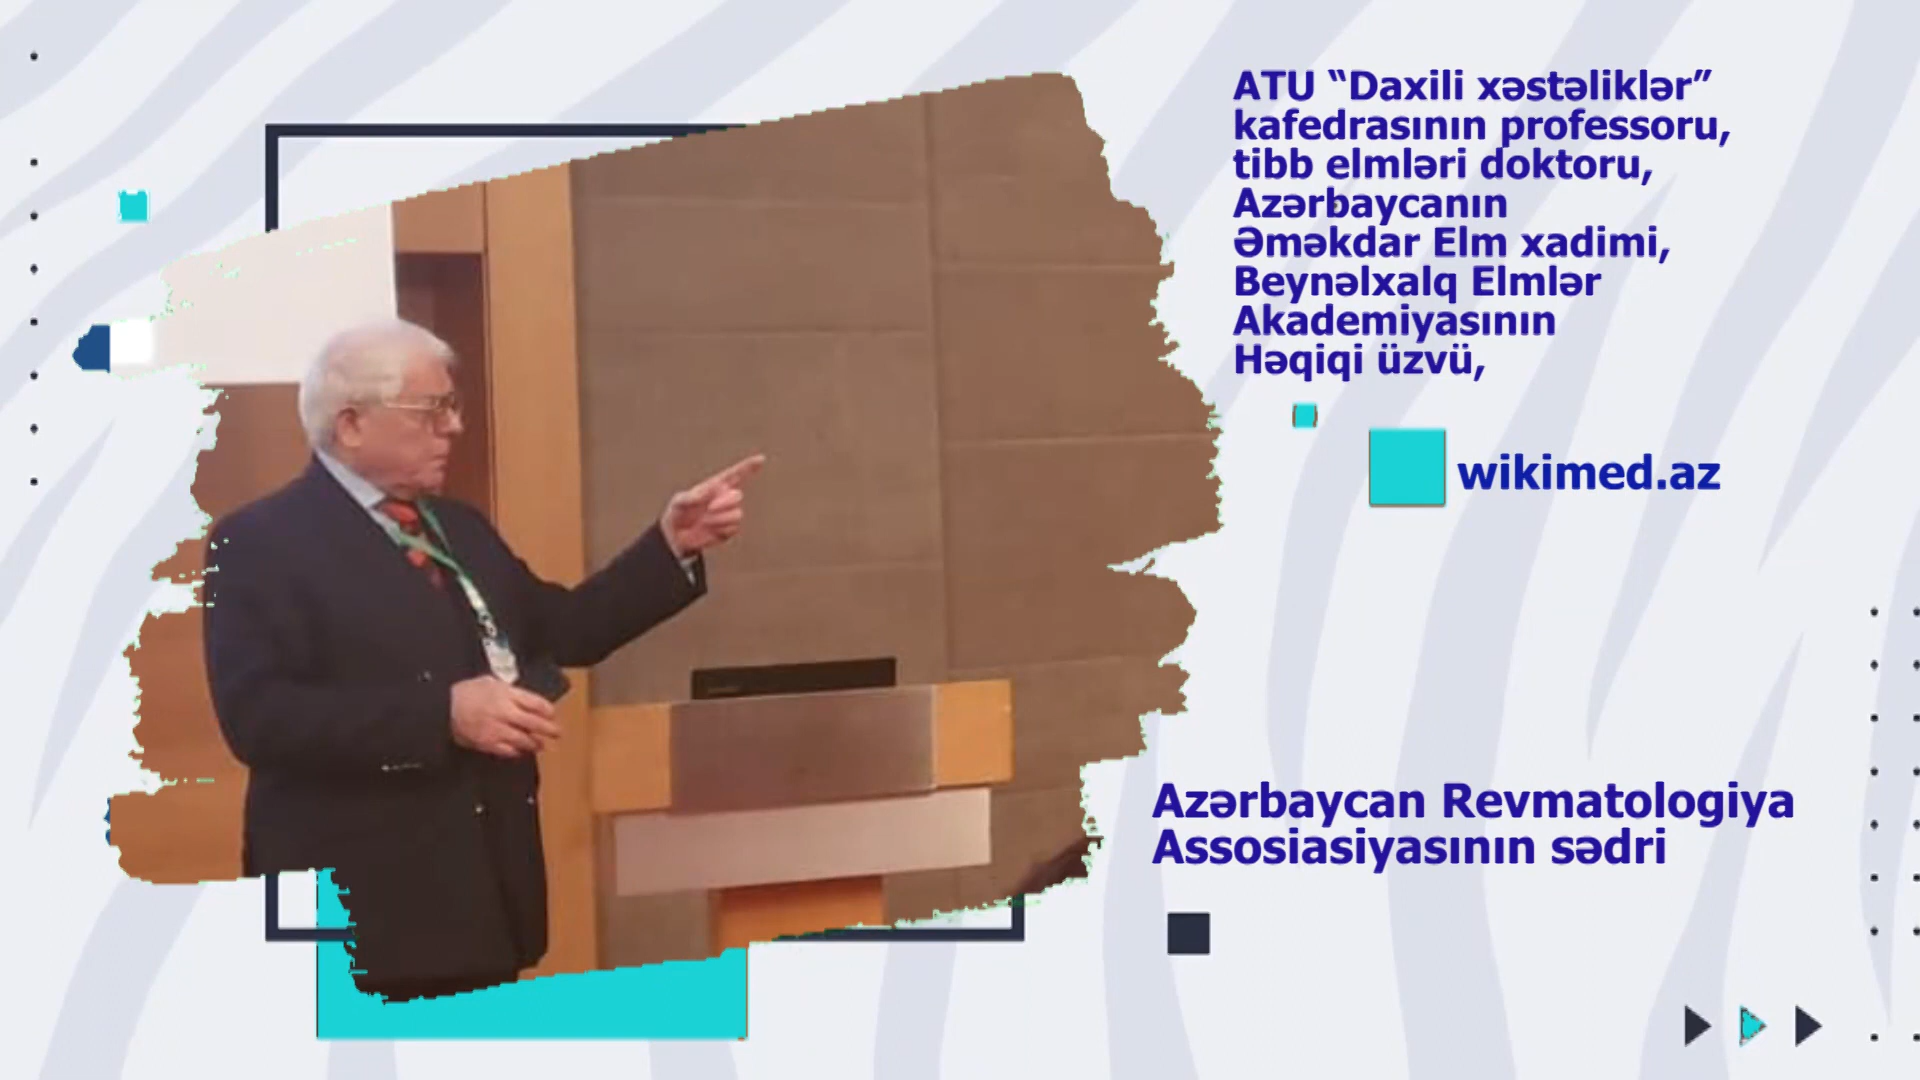 ATU “Daxili xəstəliklər”
kafedrasının professoru,
tibb elmləri doktoru,
Azərbaycanın
Əməkdar Elm xadimi,
Beynəlxalq Elmlər
Akademiyasının
Həqiqi üzvü,
wikimed.az
Azərbaycan Revmatologiya
Assosiasiyasının sədri